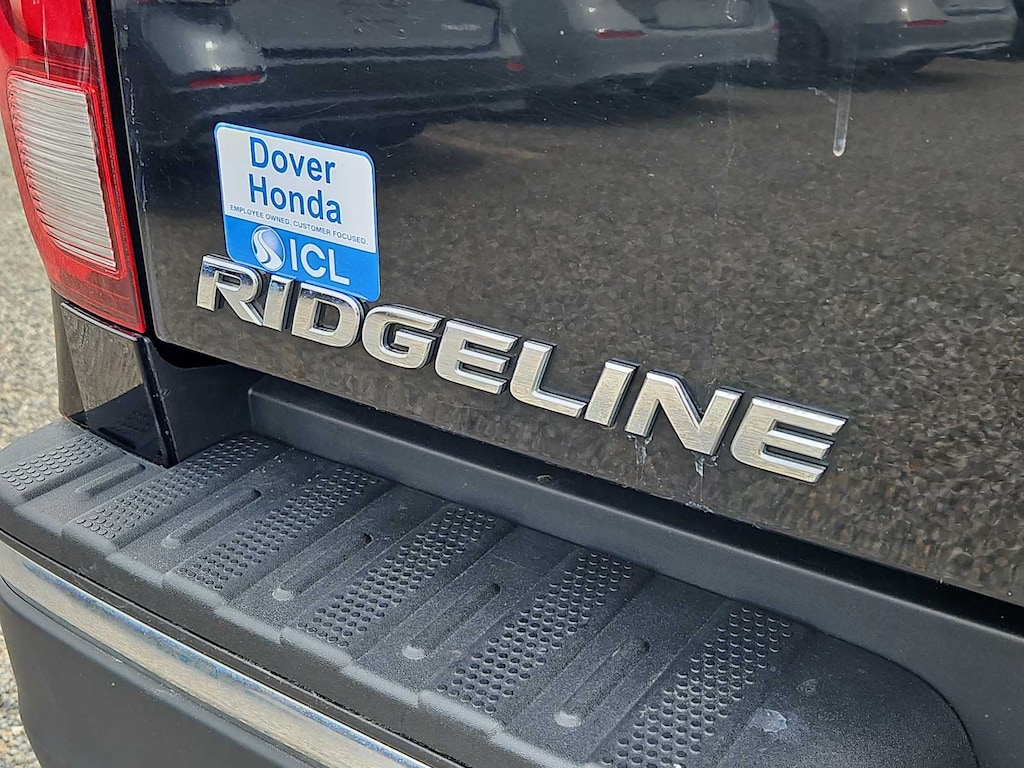 Dover
Honda
EMPLOYEE OWNED. CUSTOMER FOCUSED.
ICL
RIDGELINE